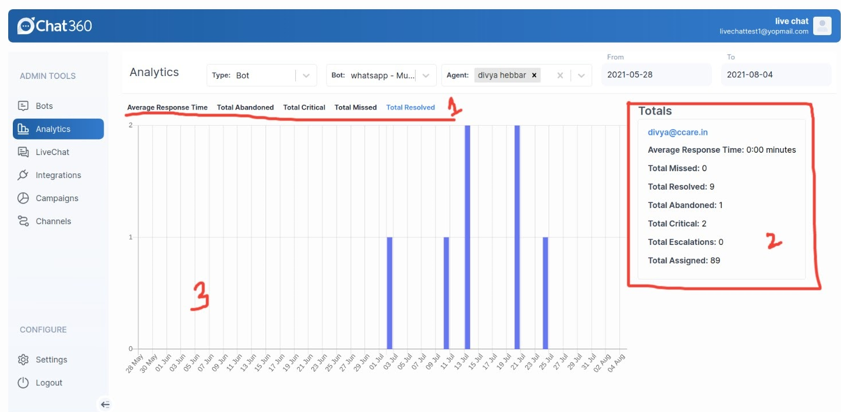 Chat360
live chat
livechattest1@yopmail.com
ADMIN TOOLS
Bots
Analytics
LiveChat
Integrations
Campaigns
Channels
CONFIGURE
Settings
Logout
Analytics
Type: Bot
Bot: whatsapp - Mu...
Agent: divya hebbar ×
From
2021-05-28
To
2021-08-04
Average Response Time Total Abandoned Total Critical Total Missed Total Resolved
1
2
1
0
3
28 May 30 May 01 Jun 03 Jun 05 Jun 07 Jun 09 Jun 11 Jun 13 Jun 15 Jun 17 Jun 19 Jun 21 Jun 23 Jun 25 Jun 27 Jun 29 Jun 01 Jul 03 Jul 05 Jul 07 Jul 09 Jul 11 Jul 13 Jul 15 Jul 17 Jul 19 Jul 21 Jul 23 Jul 25 Jul 27 Jul 29 Jul 31 Jul 02 Aug 04 Aug
Totals
divya@ccare.in
Average Response Time: 0:00 minutes
Total Missed: 0
Total Resolved: 9
Total Abandoned: 1
Total Critical: 2
Total Escalations: 0
Total Assigned: 89
2